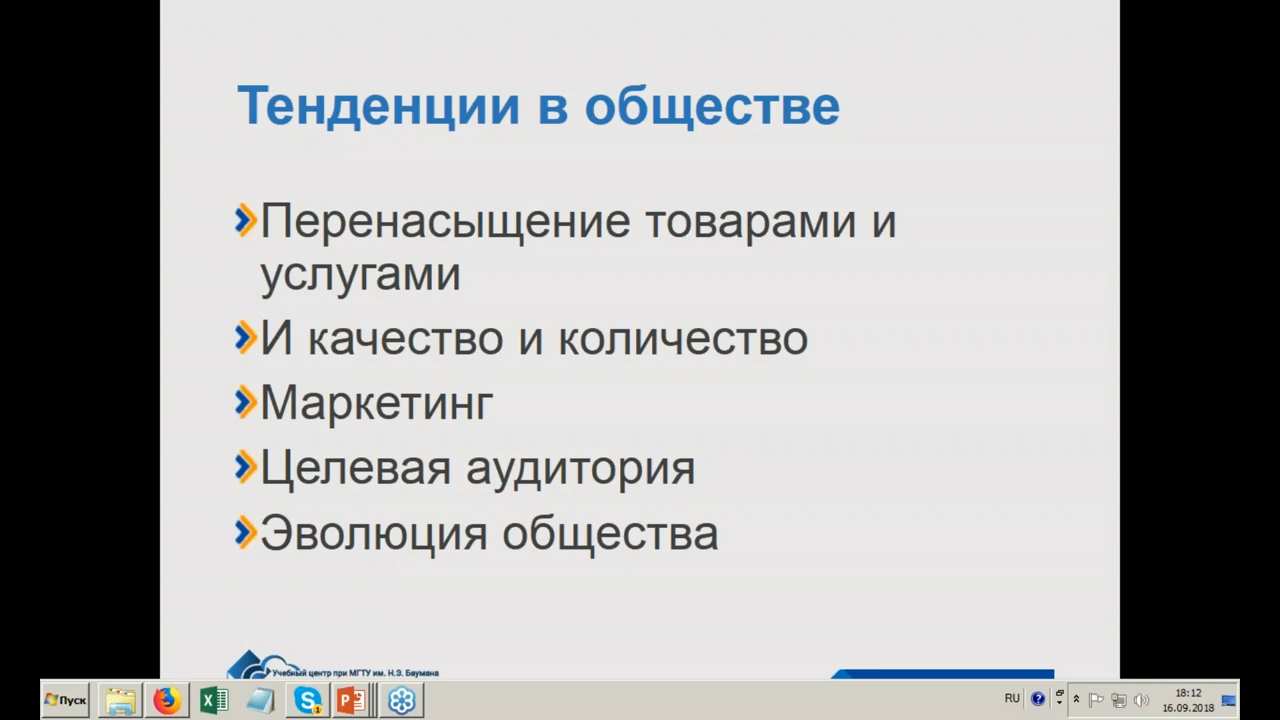 Тенденции в обществе
Перенасыщение товарами и
услугами
И качество и количество
Маркетинг
Целевая аудитория
Эволюция общества
Учебный центр при МГТУ им. Н.Э. Баумана
Пуск
1
RU
18:12
16.09.2018